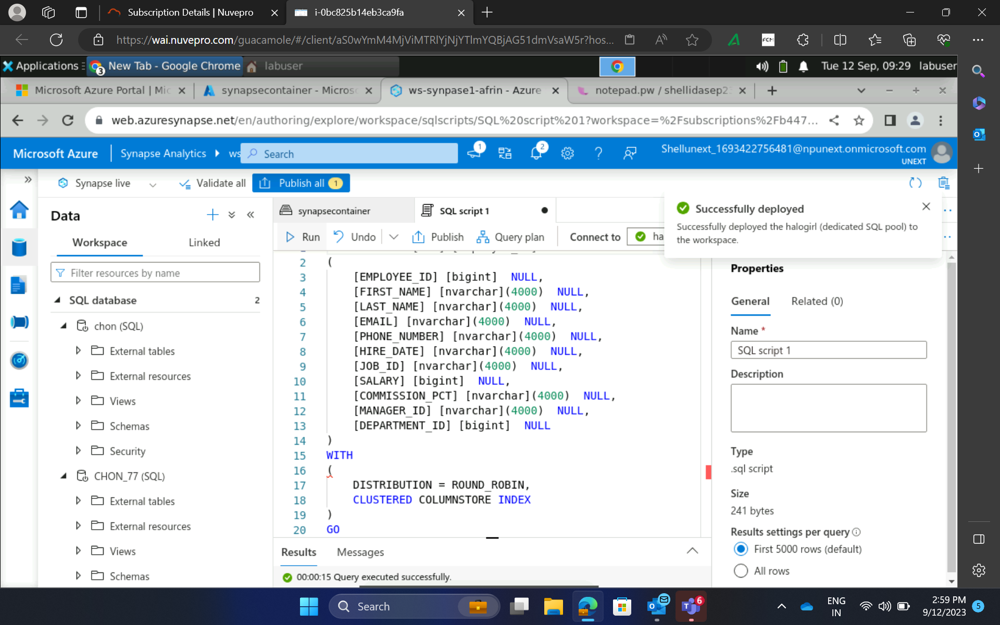 Subscription Details | Nuvepro
i-0bc825b14eb3ca9fa
https://wai.nuvepro.com/guacamole/#/client/aS0wYmM4MjViMTRlYjNjYTlmYQBjAG51dmVsaW5r?hos...
FCM
Applications
3
New Tab - Google Chrome
labuser
Tue 12 Sep, 09:29
labuser
Microsoft Azure Portal | Mic
synapsecontainer - Microso
ws-synpase1-afrin - Azure
notepad.pw / shellidasep23
web.azuresynapse.net/en/authoring/explore/workspace/sqlscripts/SQL%20script%201?workspace=%2Fsubscriptions%2Fb447...
Microsoft Azure
Synapse Analytics
ws
Search
1
2
Shellunext_1693422756481@npunext.onmicrosoft.com
UNEXT
Synapse live
Validate all
Publish all 1
Data
Workspace
Linked
Filter resources by name
SQL database
2
chon (SQL)
External tables
External resources
Views
Schemas
Security
CHON_77 (SQL)
External tables
External resources
Views
Schemas
synapsecontainer
SQL script 1
Run
Undo
Publish
Query plan
Connect to
ha
Successfully deployed
Successfully deployed the halogirl (dedicated SQL pool) to
the workspace.
2 (
3 [EMPLOYEE_ID] [bigint]  NULL,
4 [FIRST_NAME] [nvarchar](4000)  NULL,
5 [LAST_NAME] [nvarchar](4000)  NULL,
6 [EMAIL] [nvarchar](4000)  NULL,
7 [PHONE_NUMBER] [nvarchar](4000)  NULL,
8 [HIRE_DATE] [nvarchar](4000)  NULL,
9 [JOB_ID] [nvarchar](4000)  NULL,
10 [SALARY] [bigint]  NULL,
11 [COMMISSION_PCT] [nvarchar](4000)  NULL,
12 [MANAGER_ID] [nvarchar](4000)  NULL,
13 [DEPARTMENT_ID] [bigint]  NULL
14 )
15 WITH
16 (
17 DISTRIBUTION = ROUND_ROBIN,
18 CLUSTERED COLUMNSTORE INDEX
19 )
20 GO
Results
Messages
00:00:15 Query executed successfully.
Properties
General
Related (0)
Name *
SQL script 1
Description
Type
.sql script
Size
241 bytes
Results settings per query
First 5000 rows (default)
All rows
Search
6
ENG
IN
2:59 PM
9/12/2023
5